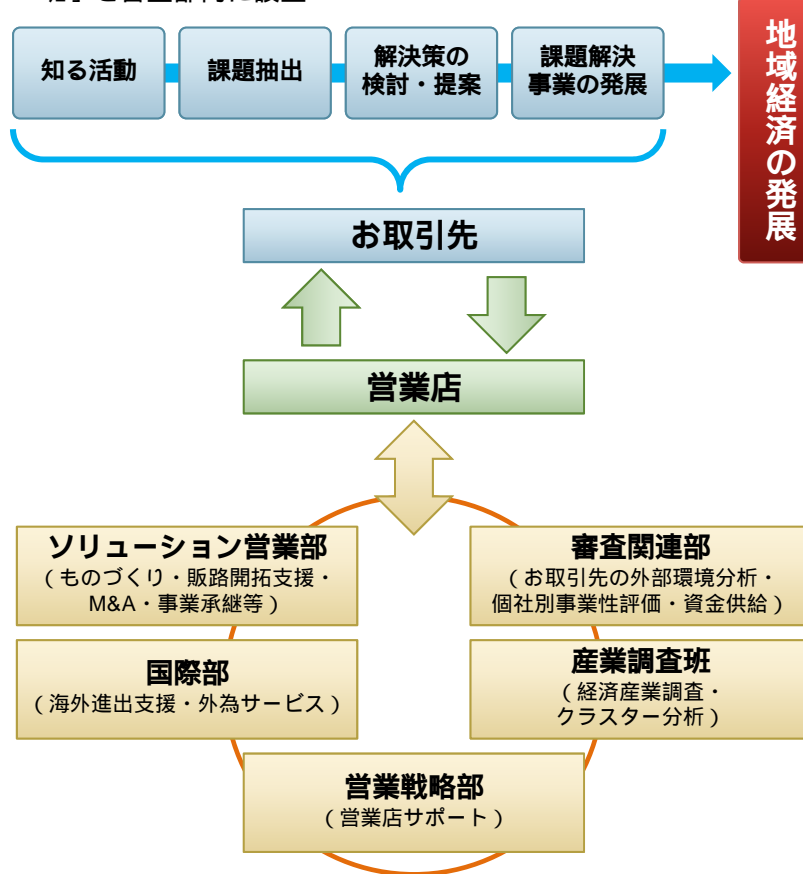 知る活動
課題抽出
解決策の
検討・提案
課題解決
事業の発展
地域経済の発展
お取引先
営業店
ソリューション営業部
（ものづくり・販路開拓支援・
M&A・事業承継等）
審査関連部
（お取引先の外部環境分析・
個社別事業性評価・資金供給）
国際部
（海外進出支援・外為サービス）
産業調査班
（経済産業調査・
クラスター分析）
営業戦略部
（営業店サポート）